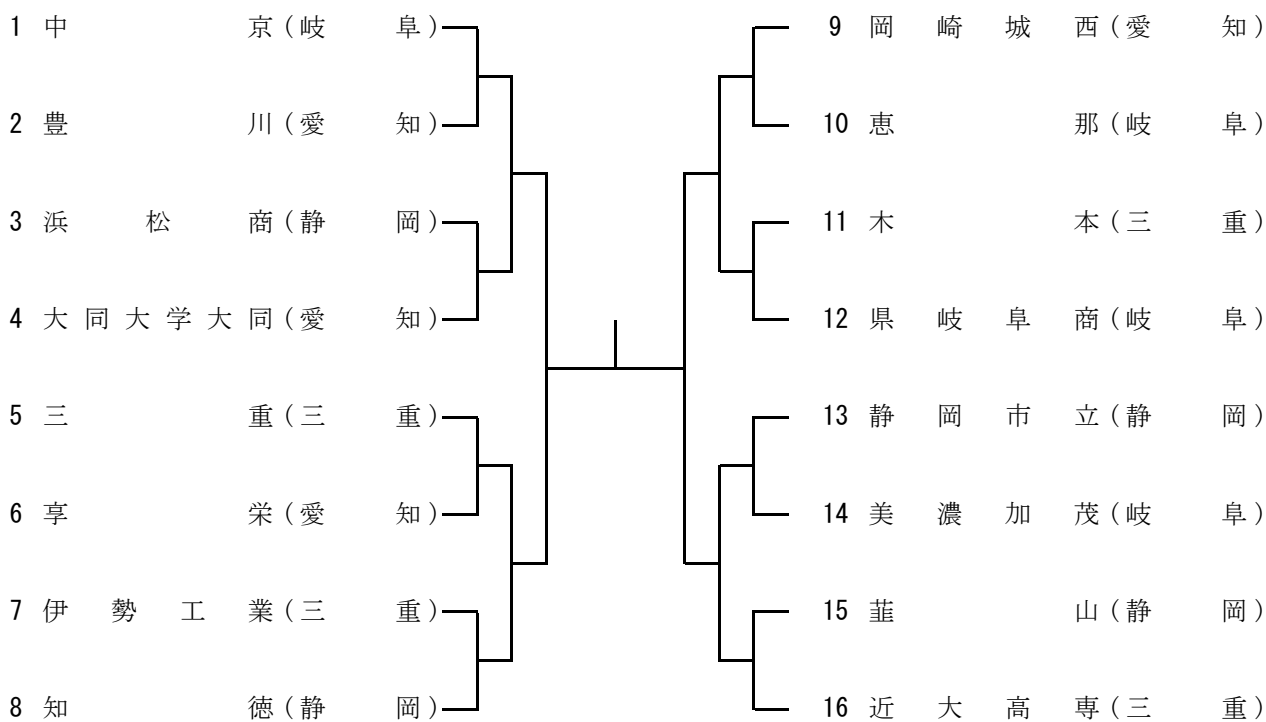 1 中京(岐阜)
2 豊川(愛知)
3 浜松商(静岡)
4 大同大学大同(愛知)
5 三重(三重)
6 享栄(愛知)
7 伊勢工業(三重)
8 知徳(静岡)
9 岡崎城西(愛知)
10 恵那(岐阜)
11 木本(三重)
12 県岐阜商(岐阜)
13 静岡市立(静岡)
14 美濃加茂(岐阜)
15 韮山(静岡)
16 近大高専(三重)